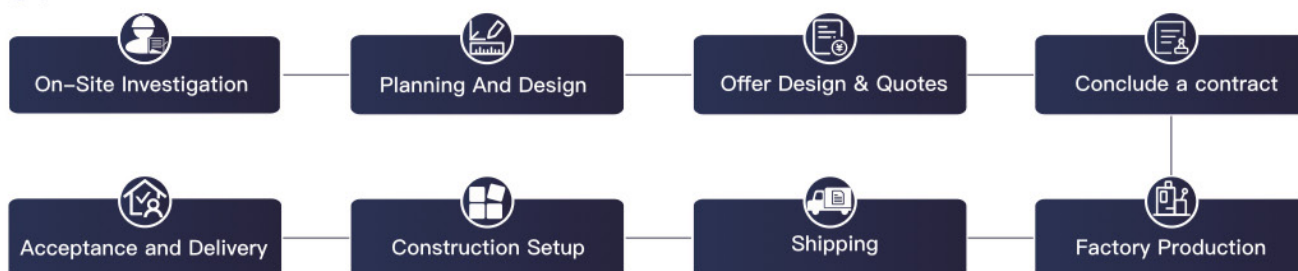 On-Site Investigation
Planning And Design
Offer Design & Quotes
Conclude a contract
Acceptance and Delivery
Construction Setup
Shipping
Factory Production